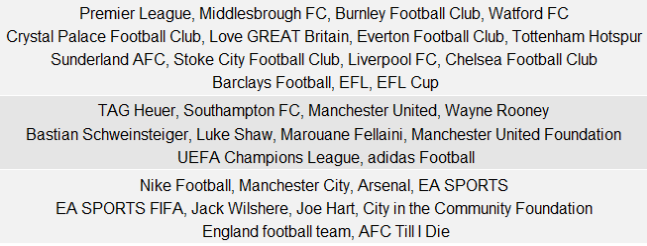 Premier League, Middlesbrough FC, Burnley Football Club, Watford FC
Crystal Palace Football Club, Love GREAT Britain, Everton Football Club, Tottenham Hotspur
Sunderland AFC, Stoke City Football Club, Liverpool FC, Chelsea Football Club
Barclays Football, EFL, EFL Cup
TAG Heuer, Southampton FC, Manchester United, Wayne Rooney
Bastian Schweinsteiger, Luke Shaw, Marouane Fellaini, Manchester United Foundation
UEFA Champions League, adidas Football
Nike Football, Manchester City, Arsenal, EA SPORTS
EA SPORTS FIFA, Jack Wilshere, Joe Hart, City in the Community Foundation
England football team, AFC Till I Die